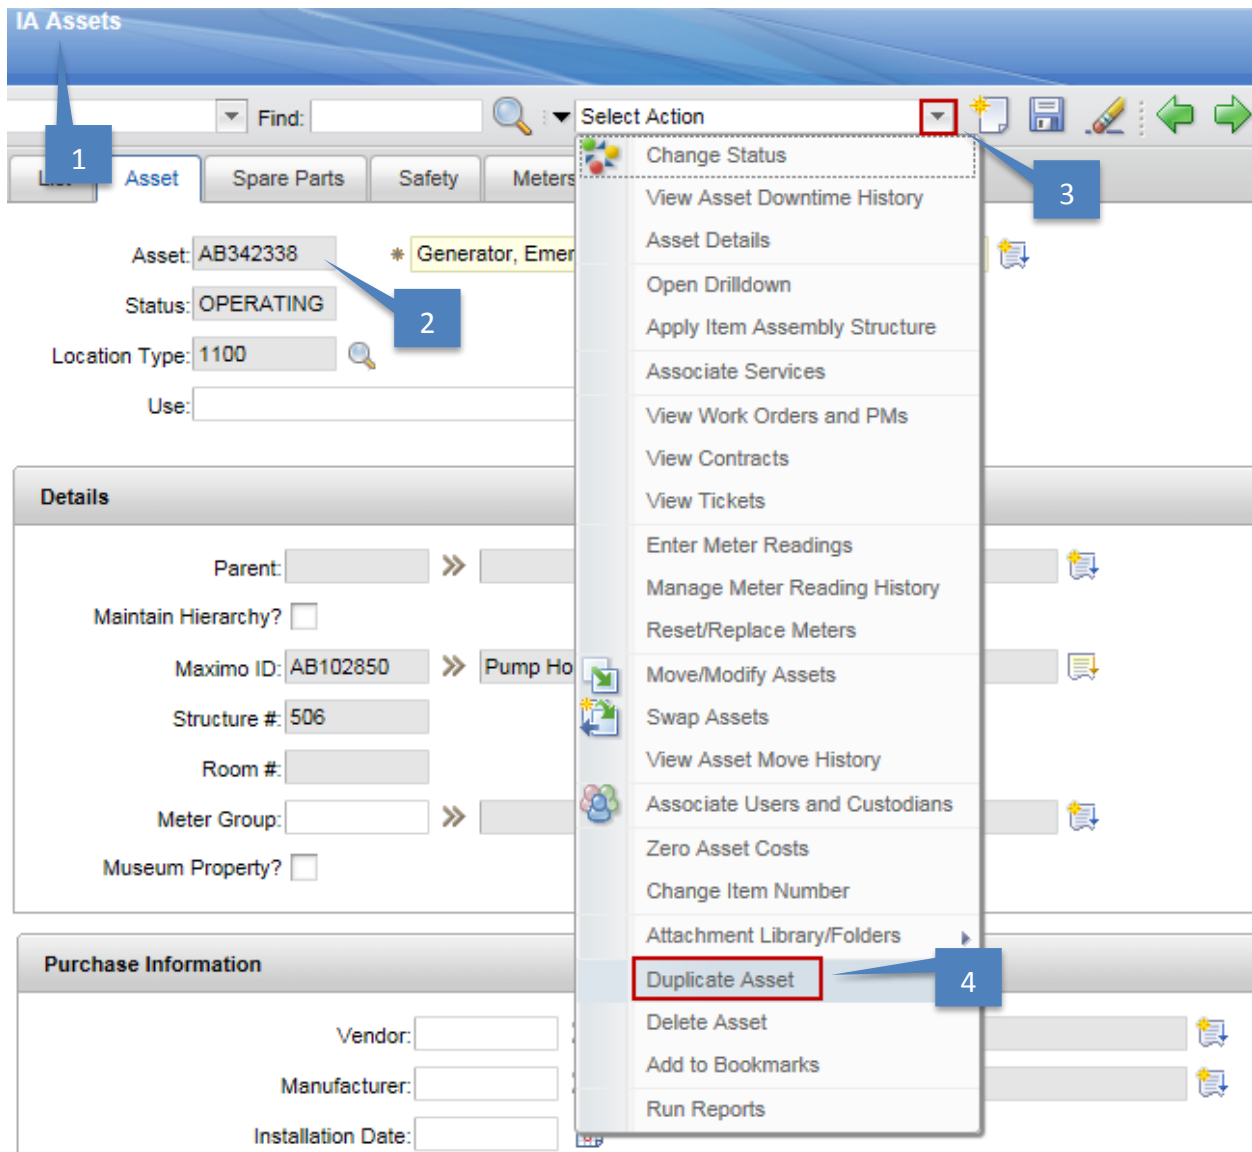 IA Assets
Find:
Select Action
1
3
List
Asset
Spare Parts
Safety
Meters
Change Status
View Asset Downtime History
Asset: AB342338
* Generator, Emer
Asset Details
Status: OPERATING
2
Open Drilldown
Apply Item Assembly Structure
Location Type: 1100
Associate Services
Use:
View Work Orders and PMs
View Contracts
Details
View Tickets
Enter Meter Readings
Parent:
Manage Meter Reading History
Maintain Hierarchy?
Reset/Replace Meters
Maximo ID: AB102850
Pump Ho
Move/Modify Assets
Structure #: 506
Swap Assets
Room #:
View Asset Move History
Meter Group:
Associate Users and Custodians
Museum Property?
Zero Asset Costs
Change Item Number
Attachment Library/Folders
Purchase Information
Duplicate Asset
4
Vendor:
Delete Asset
Manufacturer:
Add to Bookmarks
Installation Date:
Run Reports